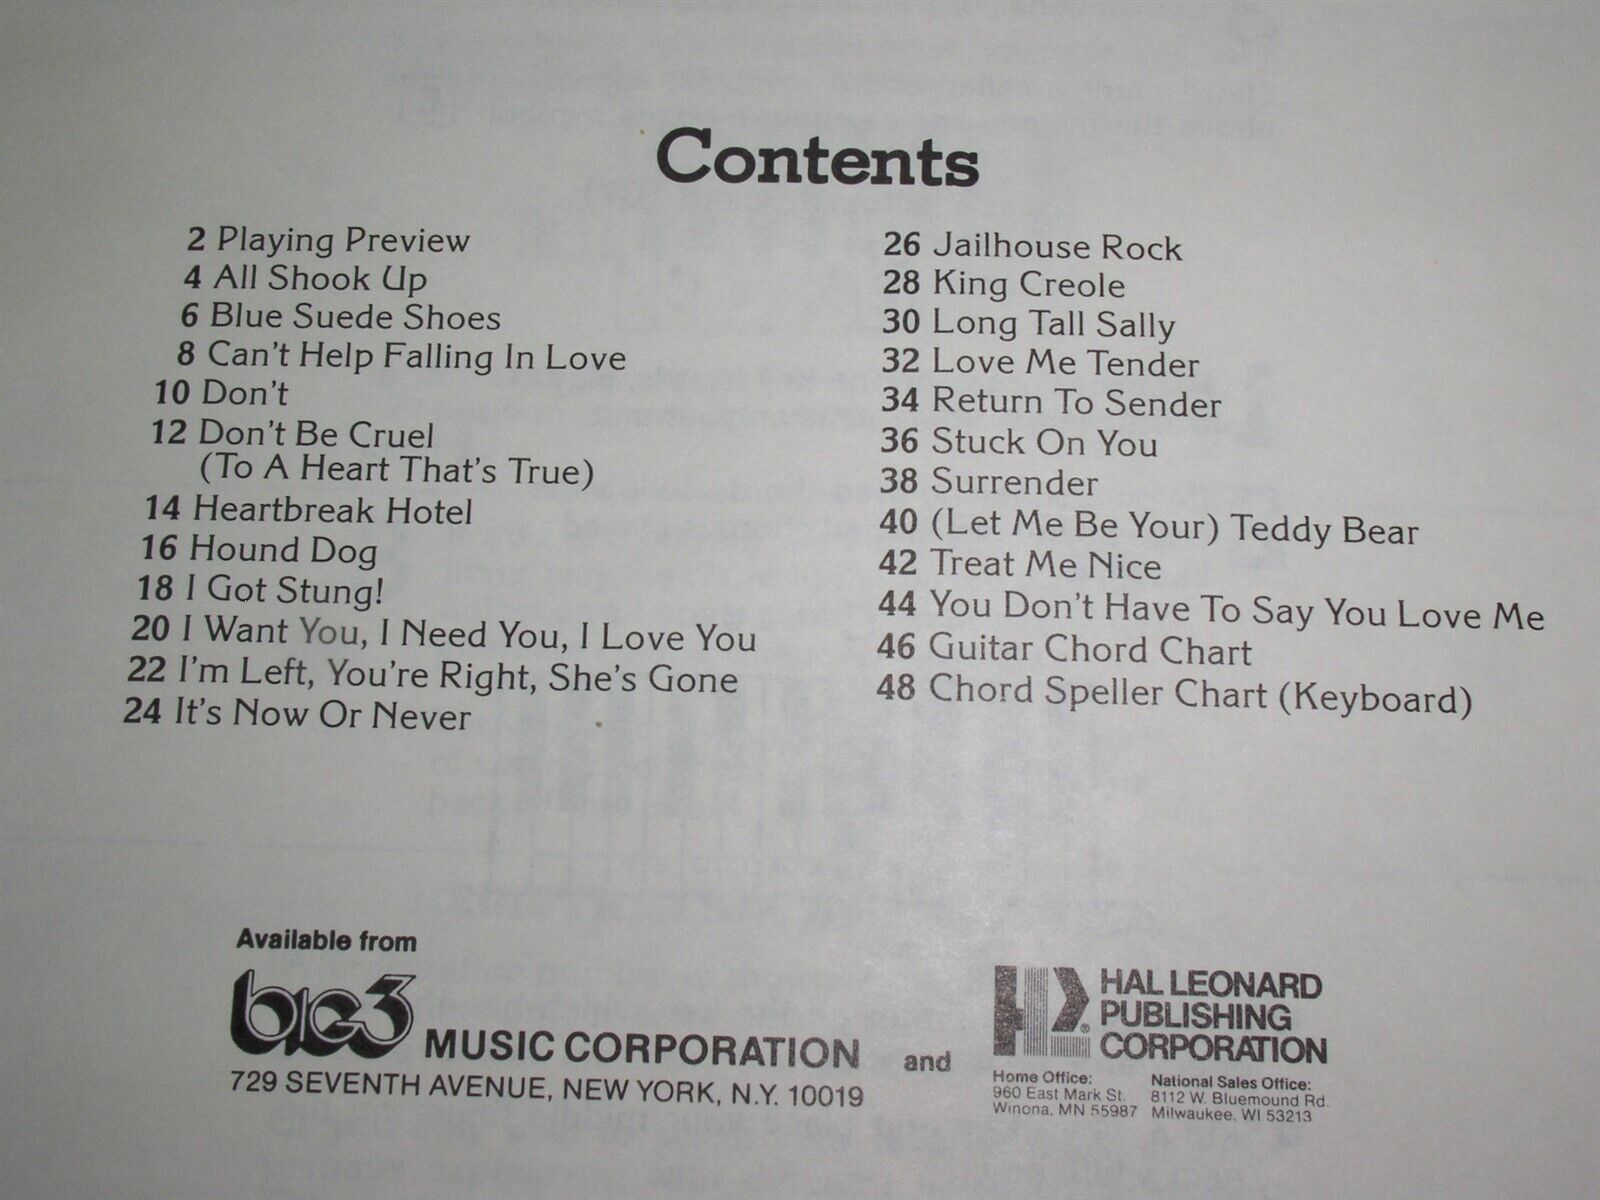 Contents
2 Playing Preview
4 All Shook Up
6 Blue Suede Shoes
8 Can't Help Falling In Love
10 Don't
12 Don't Be Cruel
(To A Heart That's True)
14 Heartbreak Hotel
16 Hound Dog
18 I Got Stung!
20 I Want You, I Need You, I Love You
22 I'm Left, You're Right, She's Gone
24 It's Now Or Never
26 Jailhouse Rock
28 King Creole
30 Long Tall Sally
32 Love Me Tender
34 Return To Sender
36 Stuck On You
38 Surrender
40 (Let Me Be Your) Teddy Bear
42 Treat Me Nice
44 You Don't Have To Say You Love Me
46 Guitar Chord Chart
48 Chord Speller Chart (Keyboard)
Available from
big3 MUSIC CORPORATION
729 SEVENTH AVENUE, NEW YORK, N.Y. 10019
and
HAL LEONARD
PUBLISHING
CORPORATION
Home Office:
960 East Mark St.
Winona, MN 55987
National Sales Office:
8112 W. Bluemound Rd.
Milwaukee, WI 53213